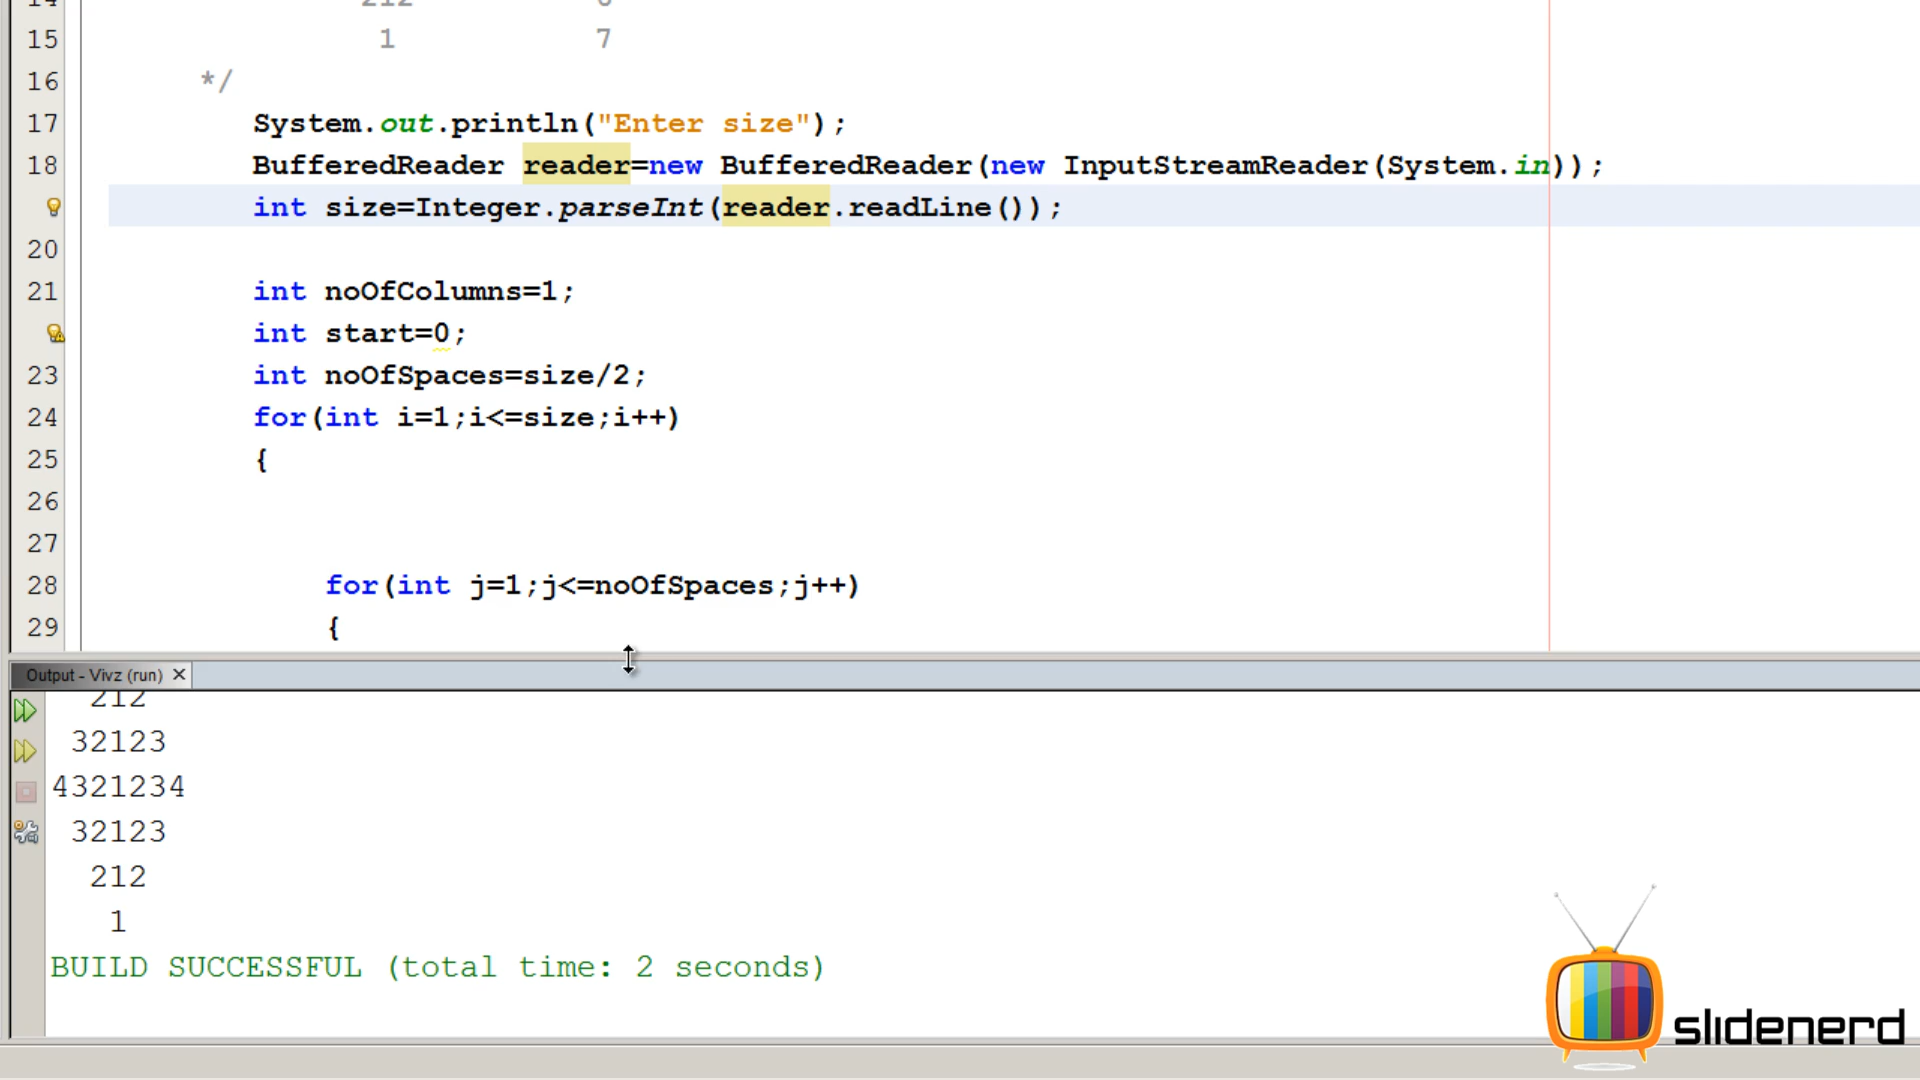 14 212
15 1 7
16 */
17 System.out.println("Enter size");
18 BufferedReader reader=new BufferedReader(new InputStreamReader(System.in));
int size=Integer.parseInt(reader.readLine());
20
21 int noOfColumns=1;
int start=0;
23 int noOfSpaces=size/2;
24 for(int i=1;i<=size;i++)
25 {
26
27
28 for(int j=1;j<=noOfSpaces;j++)
29 {
Output - Vivz (run)
212
32123
4321234
32123
212
1
BUILD SUCCESSFUL (total time: 2 seconds)
slidenerd